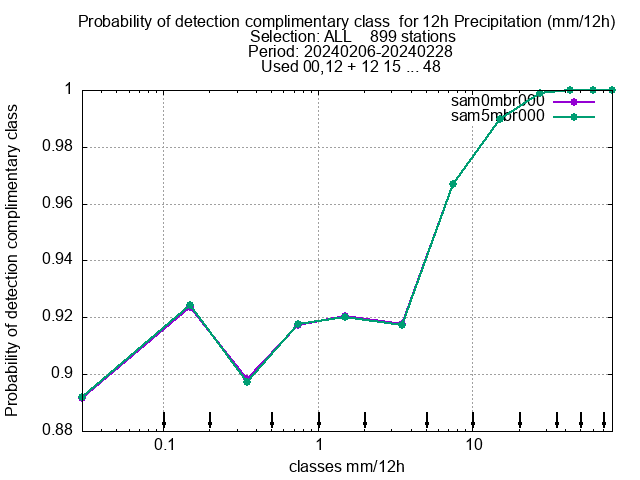 Probability of detection complimentary class  for 12h Precipitation (mm/12h)
Selection: ALL    899 stations
Period: 20240206-20240228
Used 00,12 + 12 15 ... 48
Probability of detection complimentary class
1
0.98
0.96
0.94
0.92
0.9
0.88
sam0mbr000
sam5mbr000
0.1
1
10
classes mm/12h